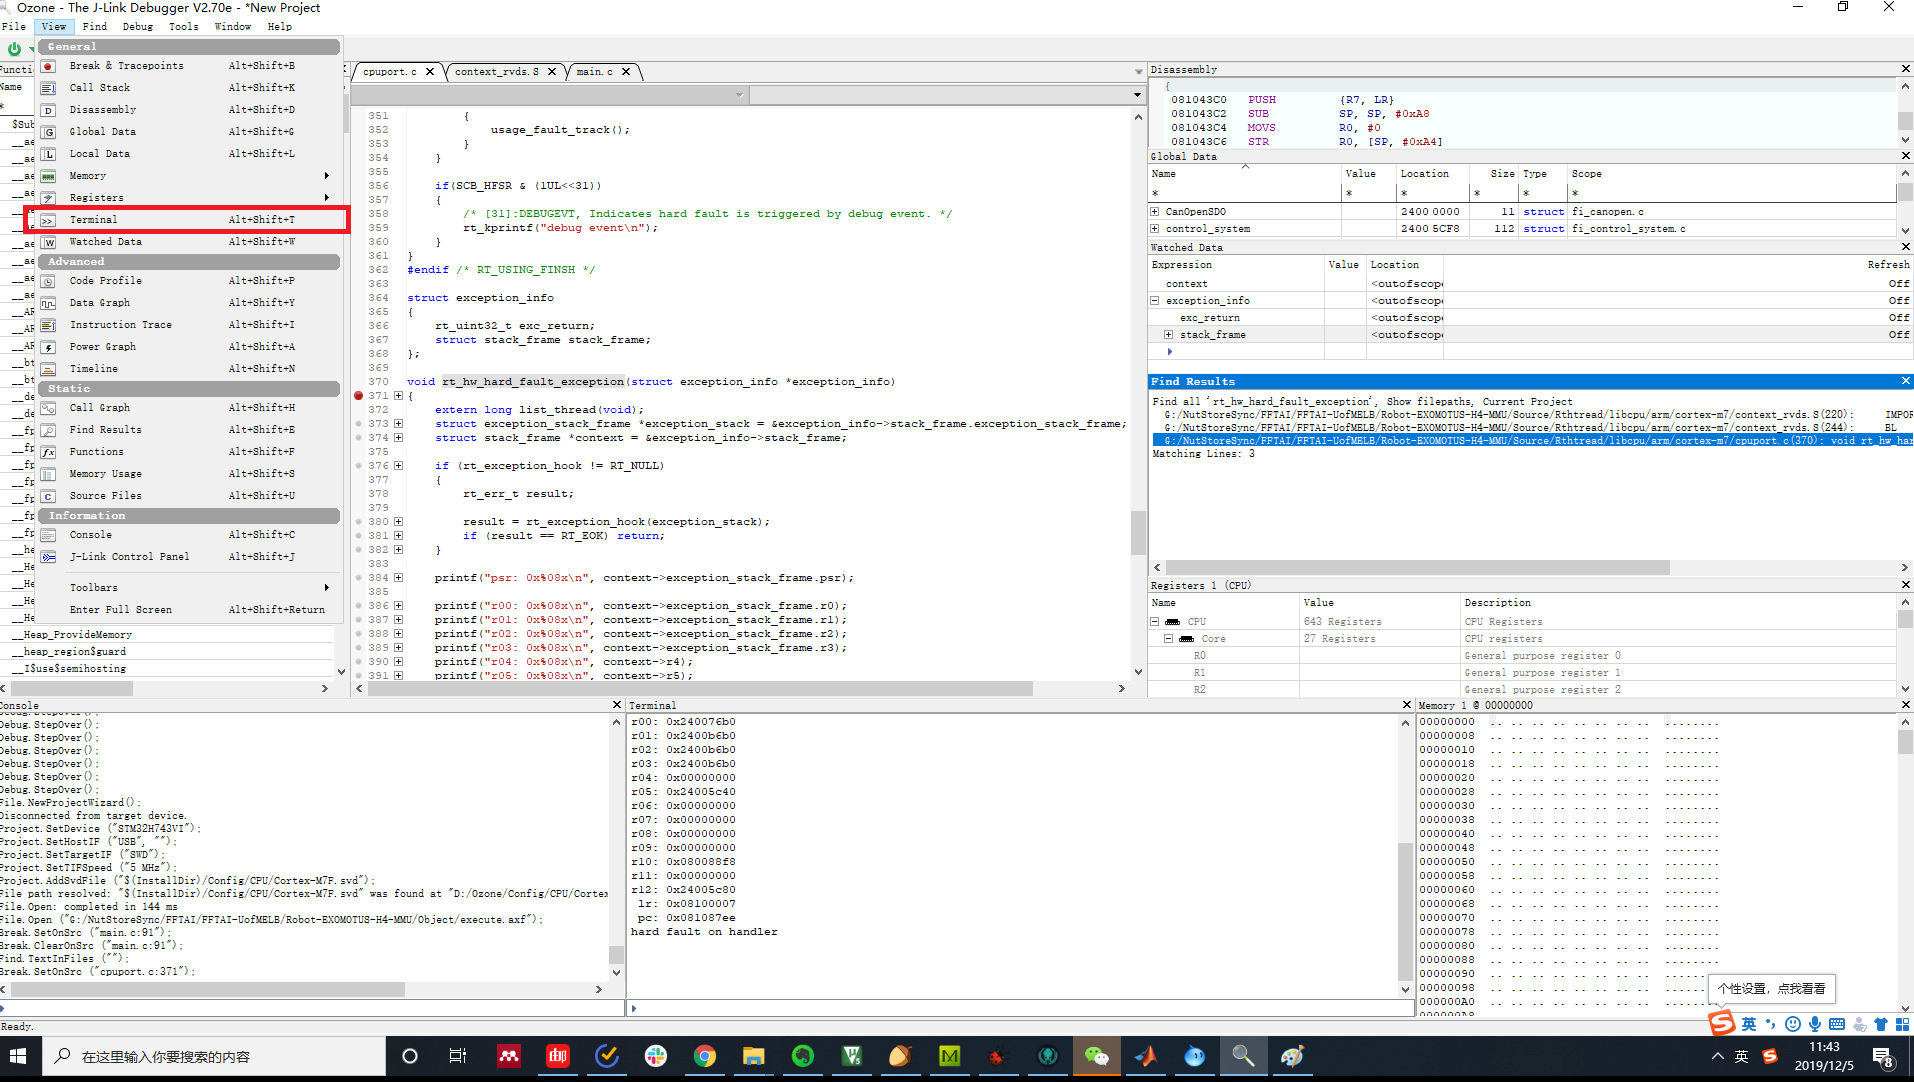 Ozone - The J-Link Debugger V2.70e - *New Project
File View Find Debug Tools Window Help
General
Break & Tracepoints Alt+Shift+B
Call Stack Alt+Shift+K
Disassembly Alt+Shift+D
Global Data Alt+Shift+G
Local Data Alt+Shift+L
Memory
Registers
Terminal Alt+Shift+T
Watched Data Alt+Shift+W
Advanced
Code Profile Alt+Shift+P
Data Graph Alt+Shift+Y
Instruction Trace Alt+Shift+I
Power Graph Alt+Shift+A
Timeline Alt+Shift+N
Static
Call Graph Alt+Shift+H
Find Results Alt+Shift+E
Functions Alt+Shift+F
Memory Usage Alt+Shift+S
Source Files Alt+Shift+U
Information
Console Alt+Shift+C
J-Link Control Panel Alt+Shift+J
Toolbars
Enter Full Screen Alt+Shift+Return
__Heap_ProvideMemory
__heap_region$guard
__I$use$semihosting
cpuport.c context_rvds.S main.c
351 {
352 usage_fault_track();
353 }
354 }
355
356 if(SCB_HFSR & (1UL<<31))
357 {
358 /* [31]:DEBUGEVT, Indicates hard fault is triggered by debug event. */
359 rt_kprintf("debug event\n");
360 }
361 }
362 #endif /* RT_USING_FINSH */
363
364 struct exception_info
365 {
366 rt_uint32_t exc_return;
367 struct stack_frame stack_frame;
368 };
369
370 void rt_hw_hard_fault_exception(struct exception_info *exception_info)
371 {
372 extern long list_thread(void);
373 struct exception_stack_frame *exception_stack = &exception_info->stack_frame.exception_stack_frame;
374 struct stack_frame *context = &exception_info->stack_frame;
375
376 if (rt_exception_hook != RT_NULL)
377 {
378 rt_err_t result;
379
380 result = rt_exception_hook(exception_stack);
381 if (result == RT_EOK) return;
382 }
383
384 printf("psr: 0x%08x\n", context->exception_stack_frame.psr);
385
386 printf("r00: 0x%08x\n", context->exception_stack_frame.r0);
387 printf("r01: 0x%08x\n", context->exception_stack_frame.r1);
388 printf("r02: 0x%08x\n", context->exception_stack_frame.r2);
389 printf("r03: 0x%08x\n", context->exception_stack_frame.r3);
390 printf("r04: 0x%08x\n", context->r4);
391 printf("r05: 0x%08x\n", context->r5);
Disassembly
{
081043C0 PUSH {R7, LR}
081043C2 SUB SP, SP, #0xA8
081043C4 MOVS R0, #0
081043C6 STR R0, [SP, #0xA4]
Global Data
Name Value Location Size Type Scope
* * * * * *
CanOpenSDO 2400 0000 11 struct fi_canopen.c
control_system 2400 5CF8 112 struct fi_control_system.c
Watched Data
Expression Value Location Refresh
context <outofscope Off
exception_info <outofscope Off
exc_return <outofscope Off
stack_frame <outofscope Off
Find Results
Find all 'rt_hw_hard_fault_exception', Show filepaths, Current Project
G:/NutStoreSync/FFTAI/FFTAI-UofMELB/Robot-EXOMOTUS-H4-MMU/Source/Rthtread/libcpu/arm/cortex-m7/context_rvds.S(220): IMPOR
G:/NutStoreSync/FFTAI/FFTAI-UofMELB/Robot-EXOMOTUS-H4-MMU/Source/Rthtread/libcpu/arm/cortex-m7/context_rvds.S(244): BL
G:/NutStoreSync/FFTAI/FFTAI-UofMELB/Robot-EXOMOTUS-H4-MMU/Source/Rthtread/libcpu/arm/cortex-m7/cpuport.c(370): void rt_hw_har
Matching Lines: 3
Registers 1 (CPU)
Name Value Description
CPU 643 Registers CPU Registers
Core 27 Registers CPU registers
R0 General purpose register 0
R1 General purpose register 1
R2 General purpose register 2
Console
Debug.StepOver();
Debug.StepOver();
Debug.StepOver();
Debug.StepOver();
Debug.StepOver();
Debug.StepOver();
Debug.StepOver();
File.NewProjectWizard();
Disconnected from target device.
Project.SetDevice ("STM32H743VI");
Project.SetHostIF ("USB", "");
Project.SetTargetIF ("SWD");
Project.SetTIFSpeed ("5 MHz");
Project.AddSvdFile ("$(InstallDir)/Config/CPU/Cortex-M7F.svd");
File path resolved: "$(InstallDir)/Config/CPU/Cortex-M7F.svd" was found at "D:/Ozone/Config/CPU/Cortex
File.Open: completed in 144 ms
File.Open ("G:/NutStoreSync/FFTAI/FFTAI-UofMELB/Robot-EXOMOTUS-H4-MMU/Object/execute.axf");
Break.SetOnSrc ("main.c:91");
Break.ClearOnSrc ("main.c:91");
Find.TextInFiles ("");
Break.SetOnSrc ("cpuport.c:371");
Terminal
r00: 0x240076b0
r01: 0x2400b6b0
r02: 0x2400b6b0
r03: 0x2400b6b0
r04: 0x00000000
r05: 0x24005c40
r06: 0x00000000
r07: 0x00000000
r08: 0x00000000
r09: 0x00000000
r10: 0x080088f8
r11: 0x00000000
r12: 0x24005c80
lr: 0x08100007
pc: 0x081087ee
hard fault on handler
Memory 1 @ 00000000
00000000 .. .. .. .. .. .. .. .. ........
00000008 .. .. .. .. .. .. .. .. ........
00000010 .. .. .. .. .. .. .. .. ........
00000018 .. .. .. .. .. .. .. .. ........
00000020 .. .. .. .. .. .. .. .. ........
00000028 .. .. .. .. .. .. .. .. ........
00000030 .. .. .. .. .. .. .. .. ........
00000038 .. .. .. .. .. .. .. .. ........
00000040 .. .. .. .. .. .. .. .. ........
00000048 .. .. .. .. .. .. .. .. ........
00000050 .. .. .. .. .. .. .. .. ........
00000058 .. .. .. .. .. .. .. .. ........
00000060 .. .. .. .. .. .. .. .. ........
00000068 .. .. .. .. .. .. .. .. ........
00000070 .. .. .. .. .. .. .. .. ........
00000078 .. .. .. .. .. .. .. .. ........
00000080 .. .. .. .. .. .. .. .. ........
00000088 .. .. .. .. .. .. .. .. ........
00000090 .. .. .. .. .. .. .. .. ........
00000098 .. .. .. .. .. .. .. ..
000000A0 .. .. .. .. .. .. .. ..
个性设置，点我看看
英
Ready.
在这里输入你要搜索的内容
英
11:43
2019/12/5
8